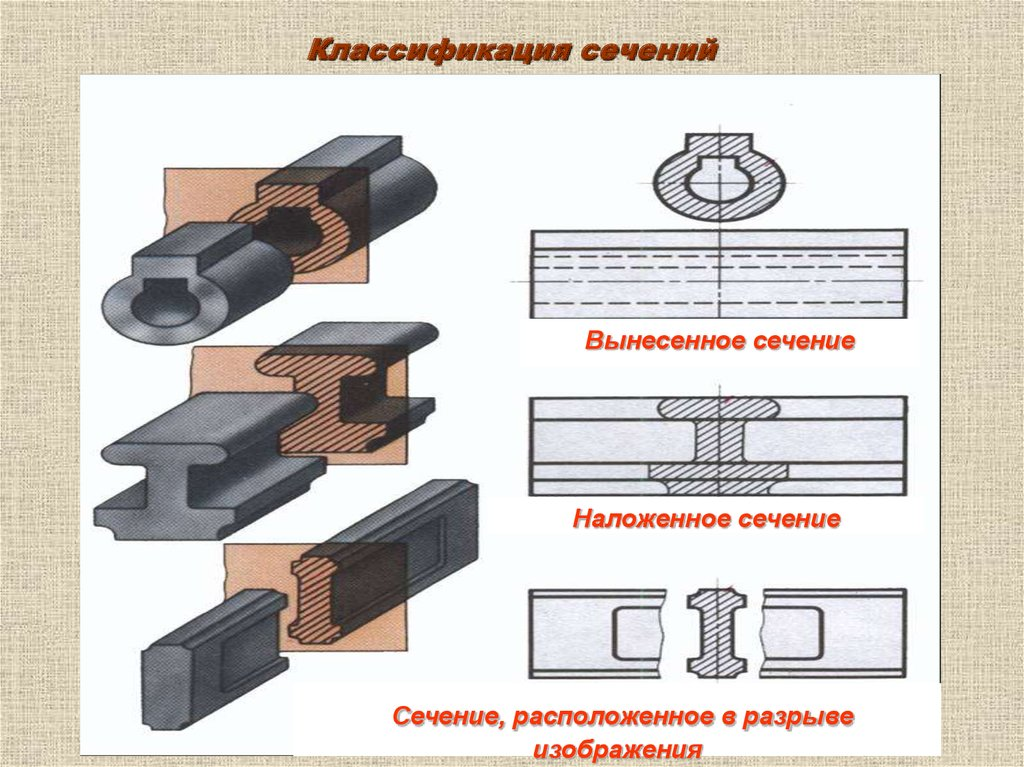 Классификация сечений
Вынесенное сечение
Наложенное сечение
Сечение, расположенное в разрыве
изображения